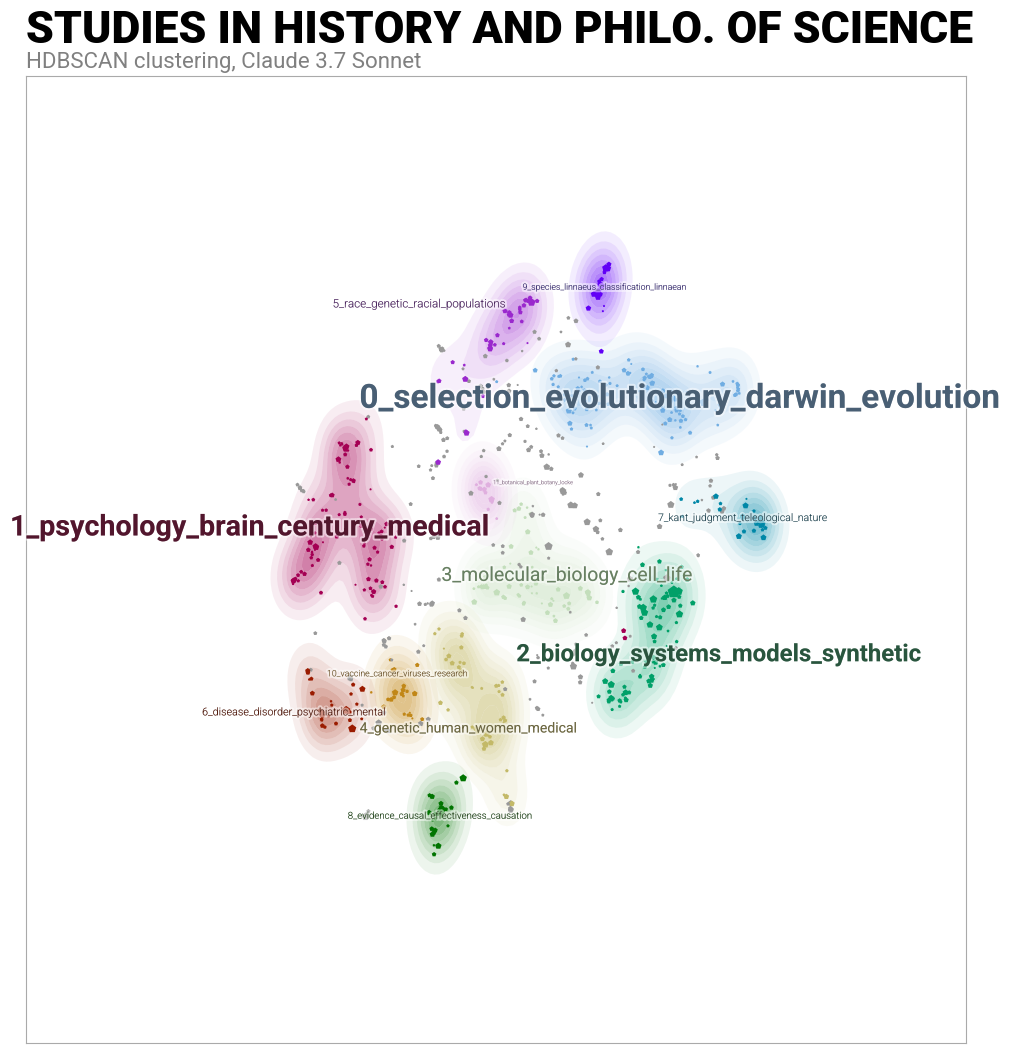 STUDIES IN HISTORY AND PHILO. OF SCIENCE
HDBSCAN clustering, Claude 3.7 Sonnet
9_species_linnaeus_classification_linnaean
5_race_genetic_racial_populations
0_selection_evolutionary_darwin_evolution
11_botanical_plant_botany_locke
7_kant_judgment_teleological_nature
1_psychology_brain_century_medical
3_molecular_biology_cell_life
2_biology_systems_models_synthetic
10_vaccine_cancer_viruses_research
6_disease_disorder_psychiatric_mental
4_genetic_human_women_medical
8_evidence_causal_effectiveness_causation